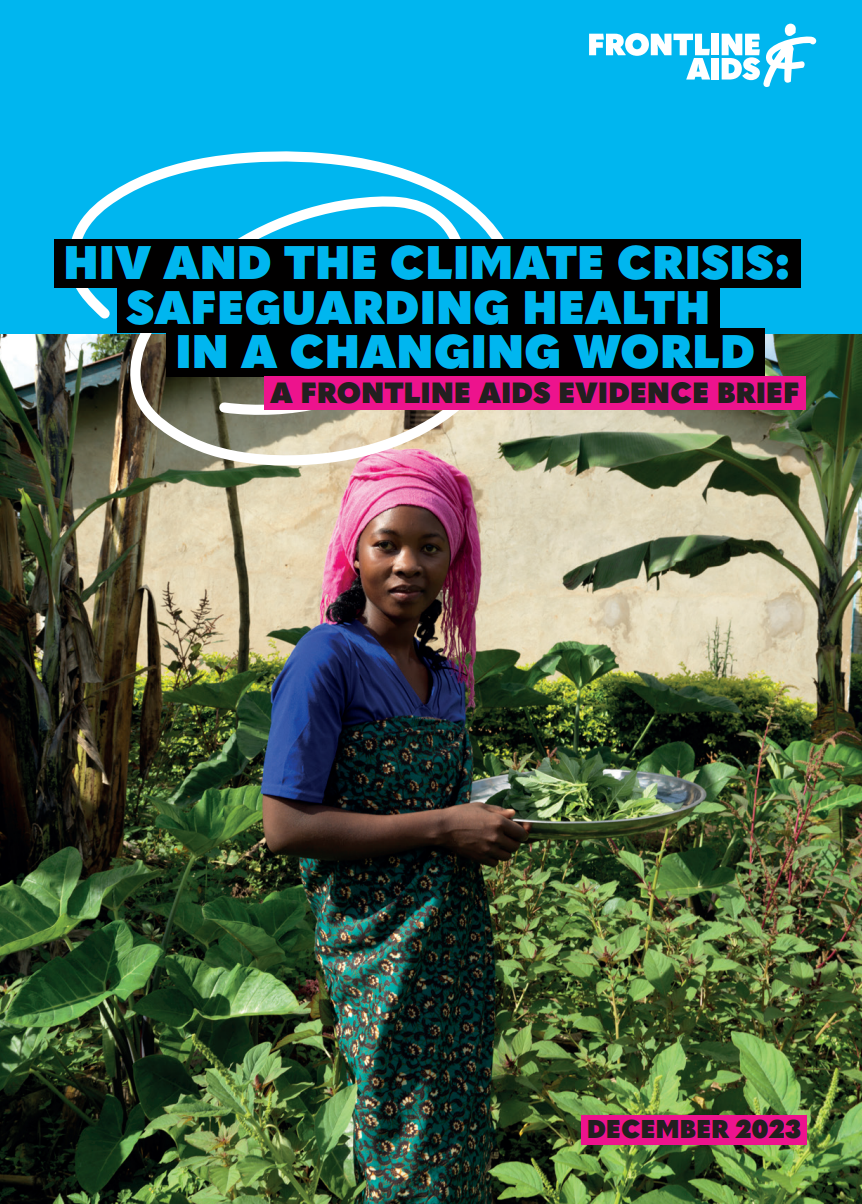 FRONTLINE
AIDS
HIV AND THE CLIMATE CRISIS:
SAFEGUARDING HEALTH
IN A CHANGING WORLD
A FRONTLINE AIDS EVIDENCE BRIEF
DECEMBER 2023